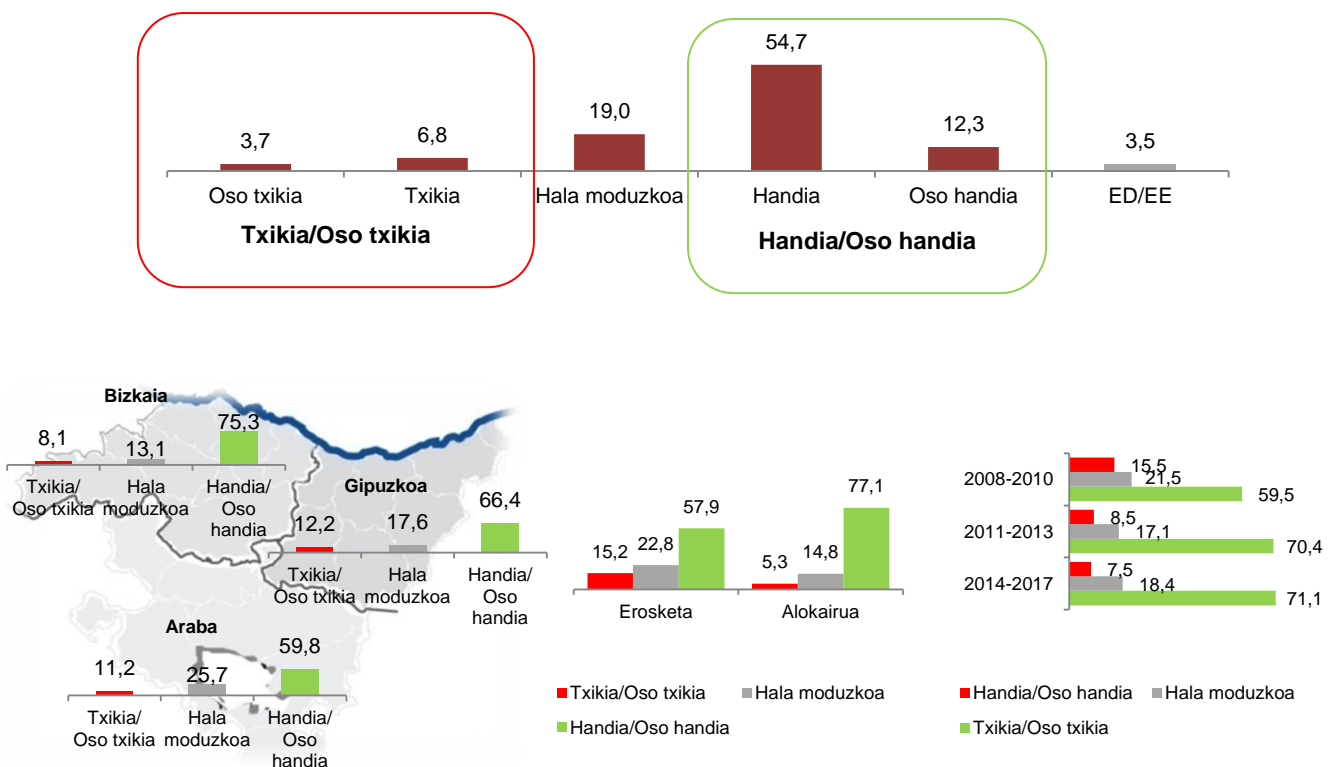 54,7
19,0
12,3
6,8
3,7
3,5
Oso txikia
Txikia
Hala moduzkoa
Handia
Oso handia
ED/EE
Txikia/Oso txikia
Handia/Oso handia
Bizkaia
8,1
13,1
75,3
Txikia/
Oso txikia
Hala
moduzkoa
Handia/
Oso
handia
Gipuzkoa
12,2
17,6
66,4
Txikia/
Oso txikia
Hala
moduzkoa
Handia/
Oso
handia
Araba
11,2
25,7
59,8
Txikia/
Oso txikia
Hala
moduzkoa
Handia/
Oso
handia
15,2
22,8
57,9
5,3
14,8
77,1
Erosketa
Alokairua
Txikia/Oso txikia
Hala moduzkoa
Handia/Oso handia
2008-2010
15,5
21,5
59,5
2011-2013
8,5
17,1
70,4
2014-2017
7,5
18,4
71,1
Handia/Oso handia
Hala moduzkoa
Txikia/Oso txikia